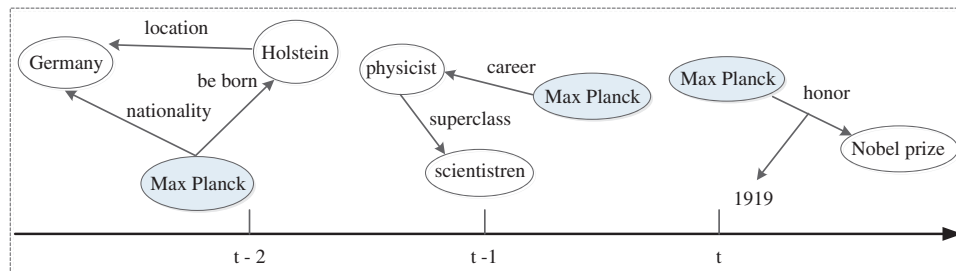 location
Germany
Holstein
be born
nationality
Max Planck
physicist
career
Max Planck
superclass
scientistren
Max Planck
honor
Nobel prize
1919
t - 2
t -1
t